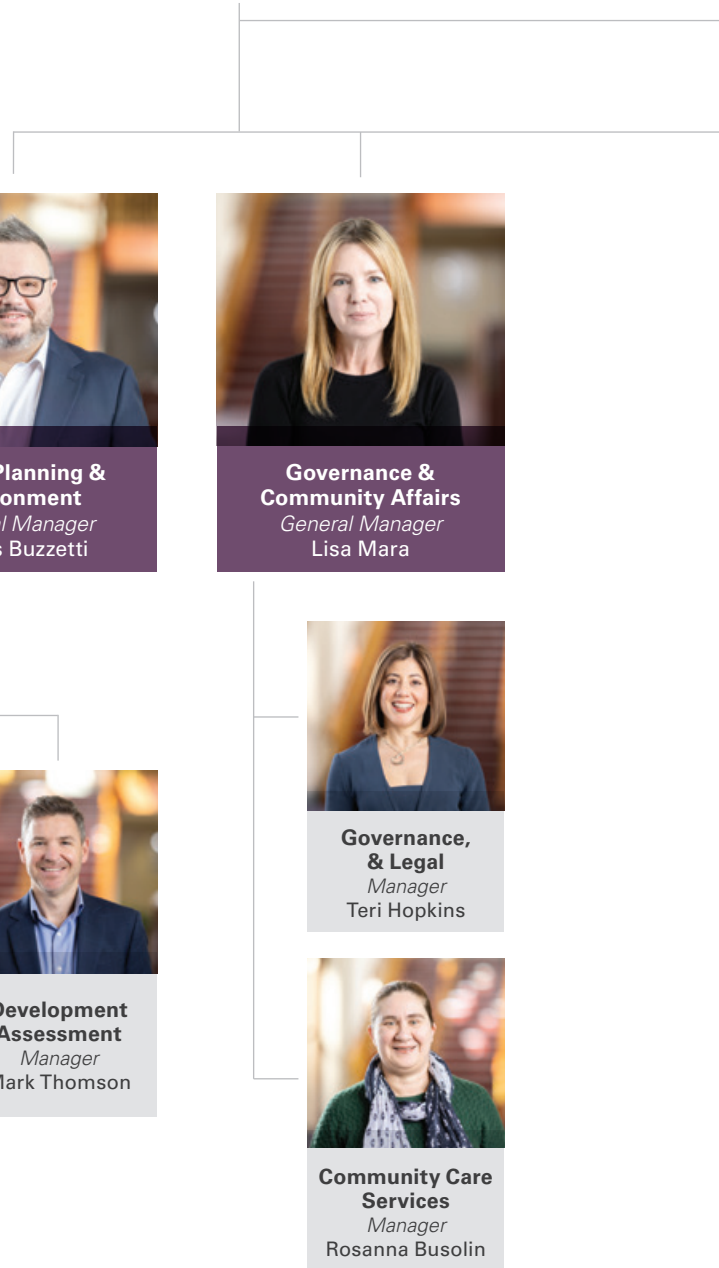 Planning &
onment
l Manager
s Buzzetti
Governance &
Community Affairs
General Manager
Lisa Mara
Governance,
& Legal
Manager
Teri Hopkins
Development
Assessment
Manager
Mark Thomson
Community Care
Services
Manager
Rosanna Busolin